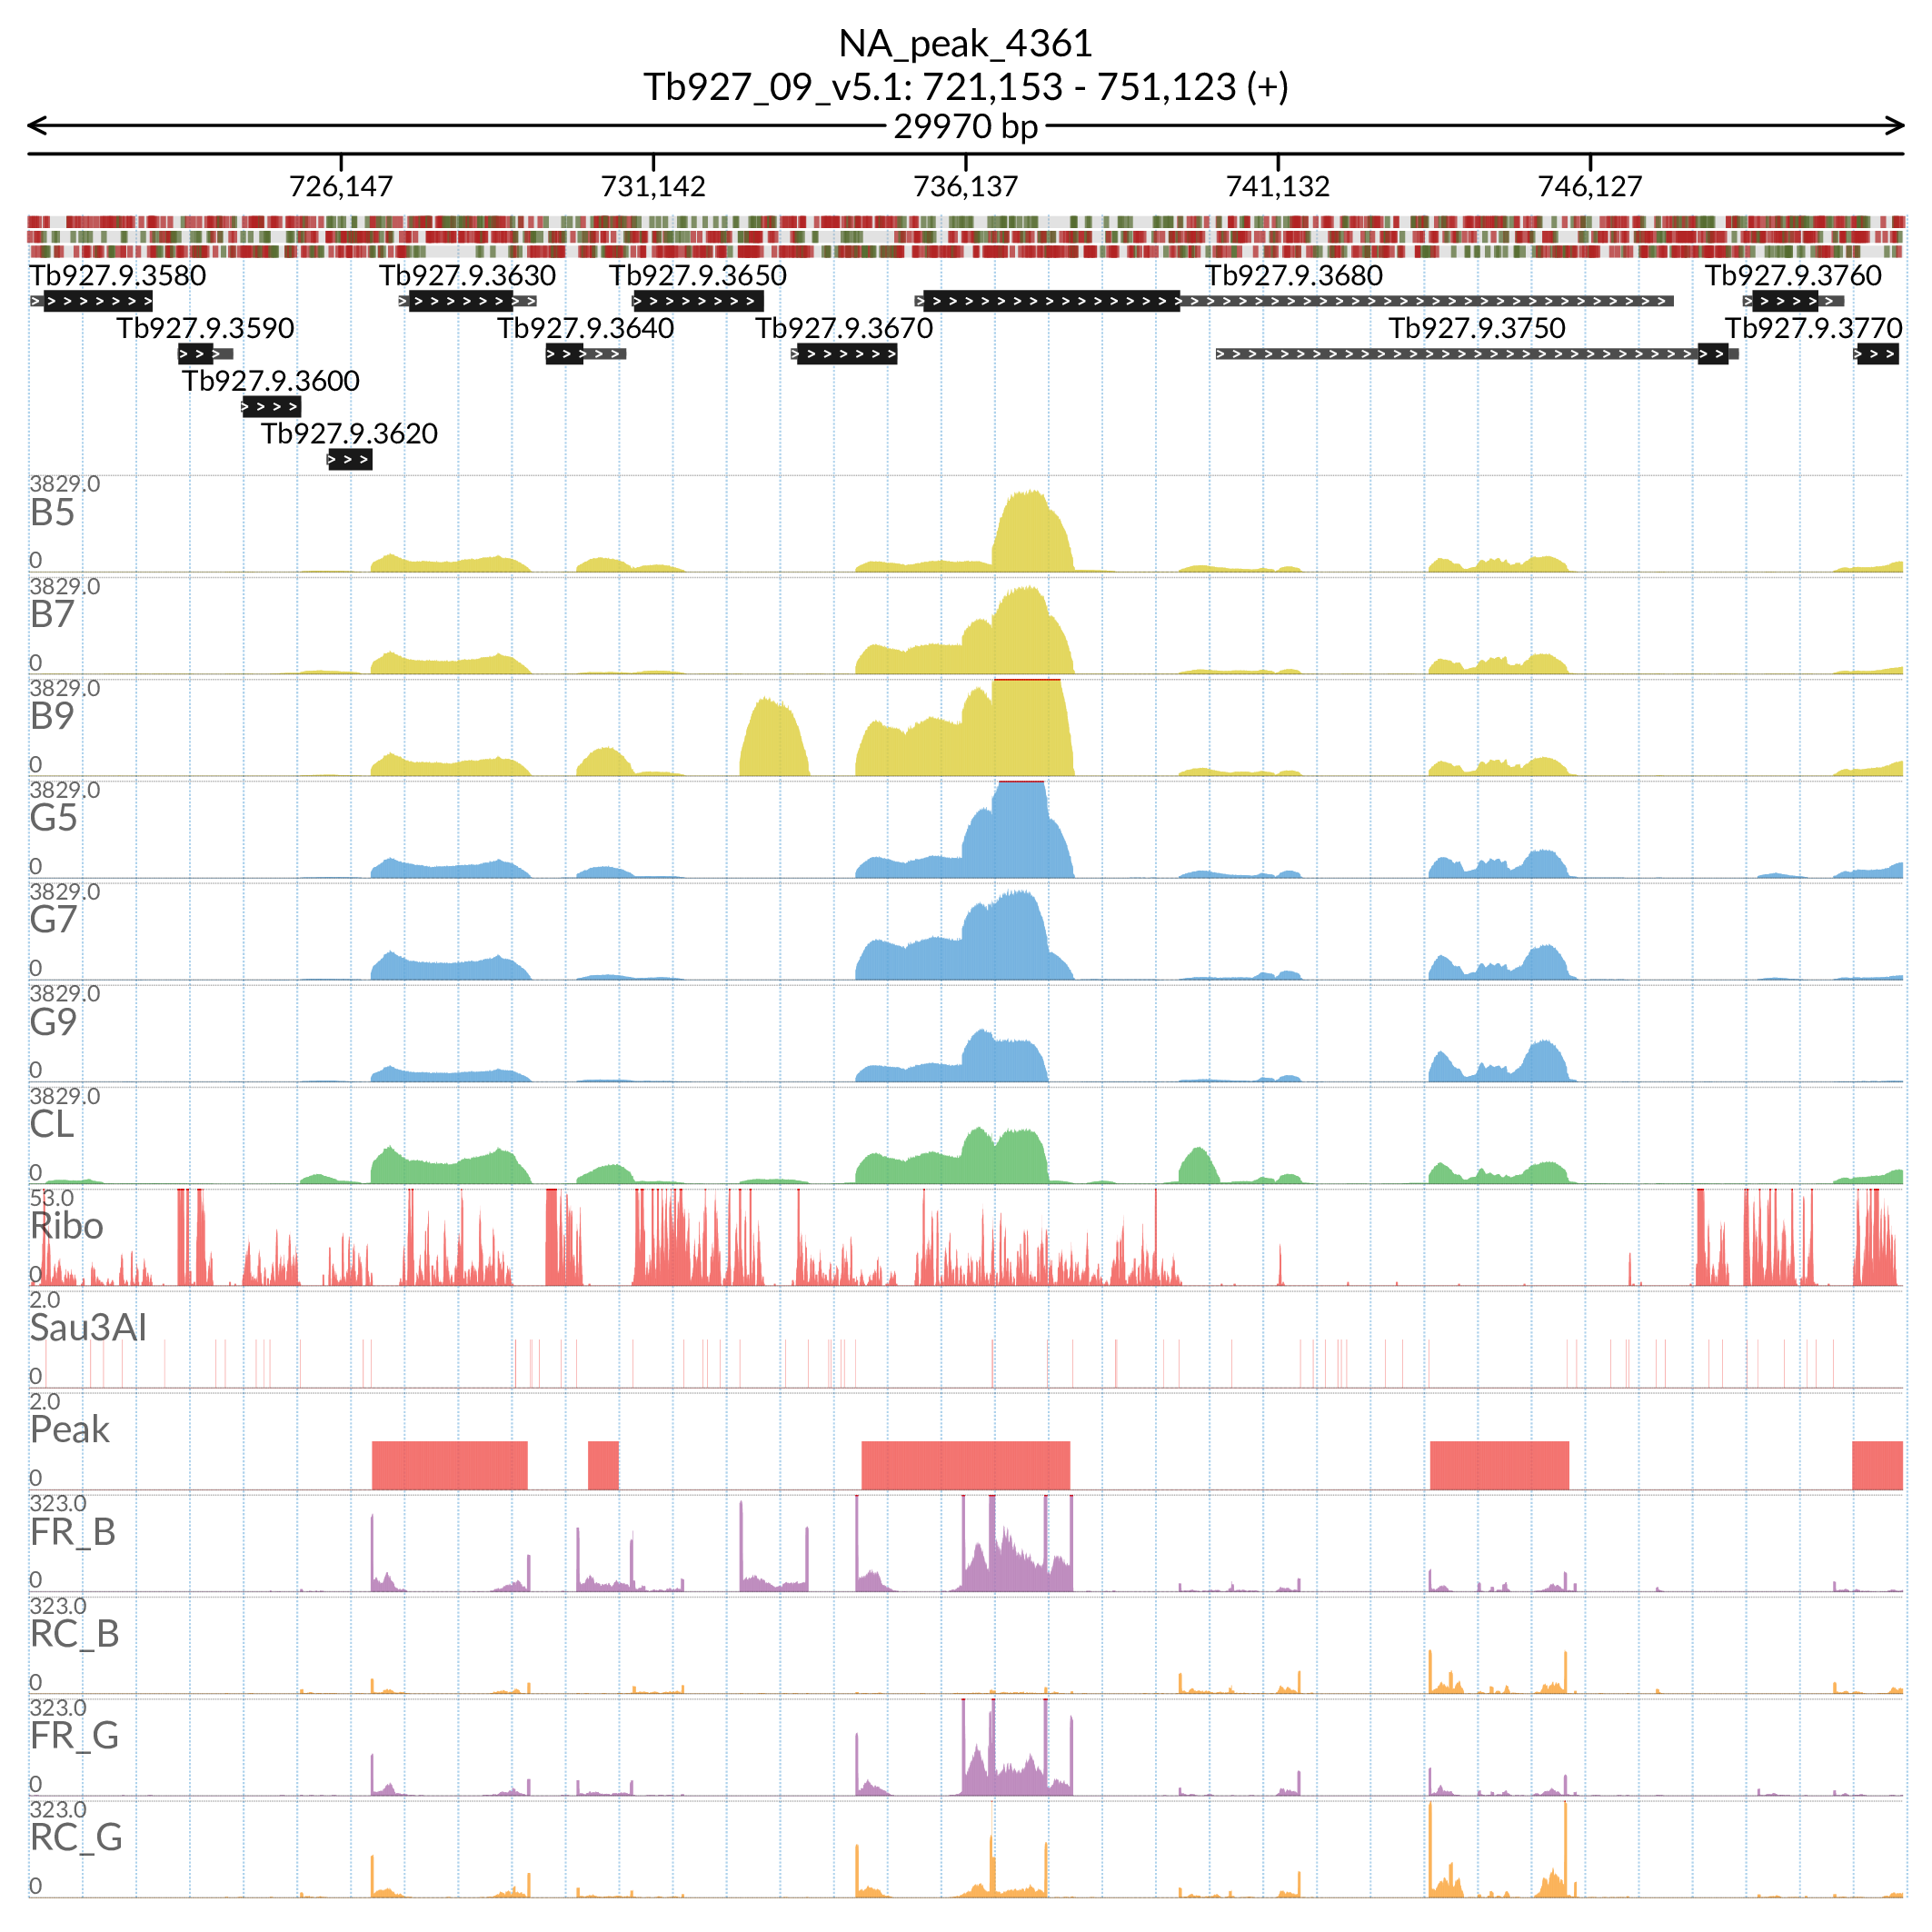 NA_peak_4361
Tb927_09_v5.1: 721,153 - 751,123 (+)
29970 bp
726,147 731,142 736,137 741,132 746,127
Tb927.9.3580 Tb927.9.3630 Tb927.9.3650 Tb927.9.3680 Tb927.9.3760
Tb927.9.3590 Tb927.9.3640 Tb927.9.3670 Tb927.9.3750 Tb927.9.3770
Tb927.9.3600
Tb927.9.3620
3829.0
B5
0
3829.0
B7
0
3829.0
B9
0
3829.0
G5
0
3829.0
G7
0
3829.0
G9
0
3829.0
CL
0
53.0
Ribo
0
2.0
Sau3AI
0
2.0
Peak
0
323.0
FR_B
0
323.0
RC_B
0
323.0
FR_G
0
323.0
RC_G
0